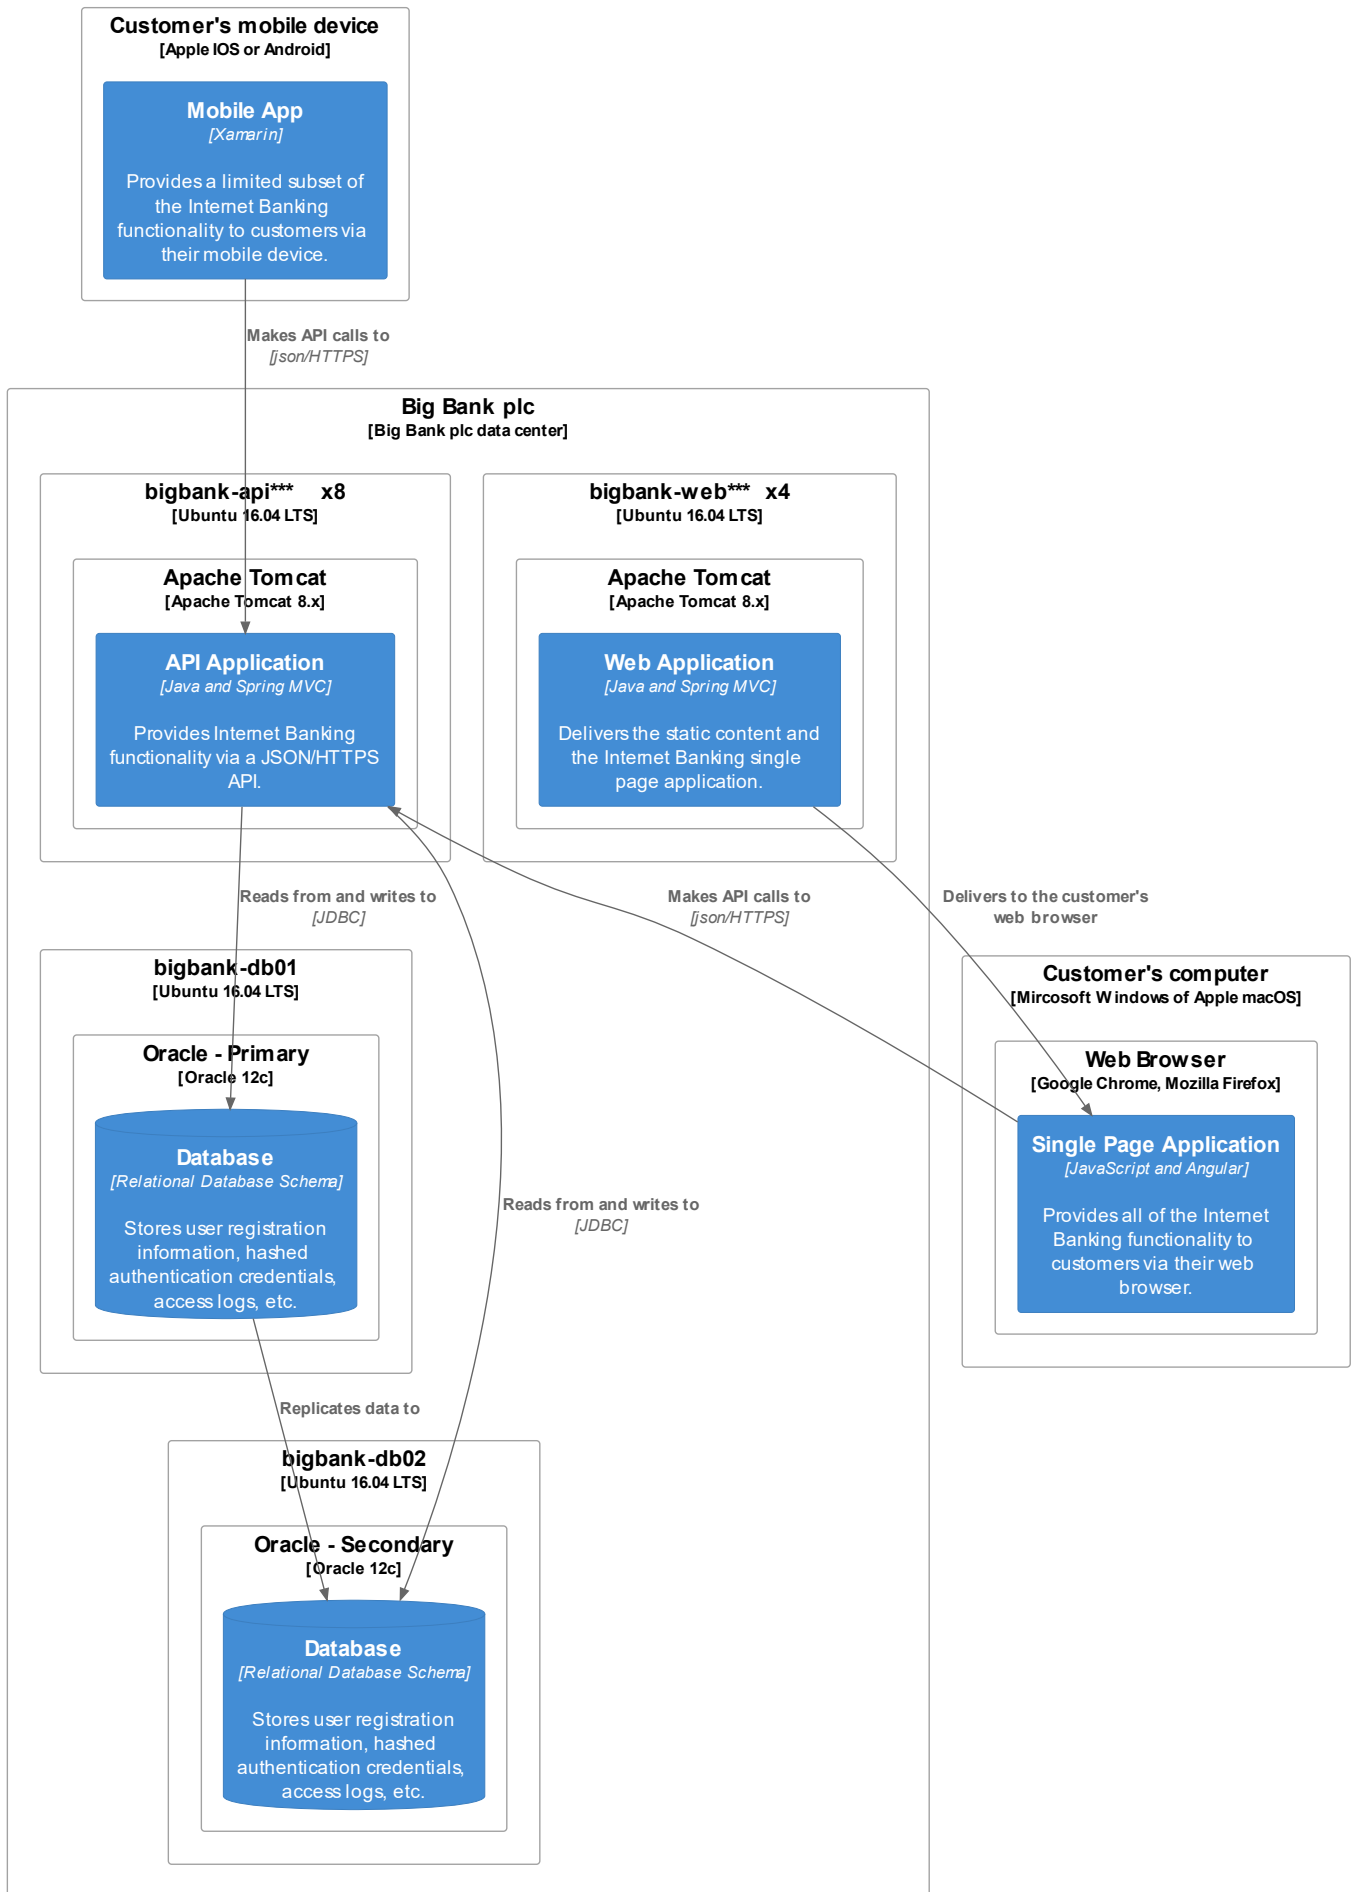 Customer's mobile device
[Apple IOS or Android]
Mobile App
[Xamarin]
Provides a limited subset of
the Internet Banking
functionality to customers via
their mobile device.
Makes API calls to
[json/HTTPS]
Big Bank plc
[Big Bank plc data center]
bigbank-api*** x8
[Ubuntu 16.04 LTS]
Apache Tomcat
[Apache Tomcat 8.x]
API Application
[Java and Spring MVC]
Provides Internet Banking
functionality via a JSON/HTTPS
API.
bigbank-web*** x4
[Ubuntu 16.04 LTS]
Apache Tomcat
[Apache Tomcat 8.x]
Web Application
[Java and Spring MVC]
Delivers the static content and
the Internet Banking single
page application.
Reads from and writes to
[JDBC]
Makes API calls to
[json/HTTPS]
Delivers to the customer's
web browser
bigbank-db01
[Ubuntu 16.04 LTS]
Oracle - Primary
[Oracle 12c]
Database
[Relational Database Schema]
Stores user registration
information, hashed
authentication credentials,
access logs, etc.
Customer's computer
[Mircosoft Windows of Apple macOS]
Web Browser
[Google Chrome, Mozilla Firefox]
Single Page Application
[JavaScript and Angular]
Provides all of the Internet
Banking functionality to
customers via their web
browser.
Reads from and writes to
[JDBC]
Replicates data to
bigbank-db02
[Ubuntu 16.04 LTS]
Oracle - Secondary
[Oracle 12c]
Database
[Relational Database Schema]
Stores user registration
information, hashed
authentication credentials,
access logs, etc.